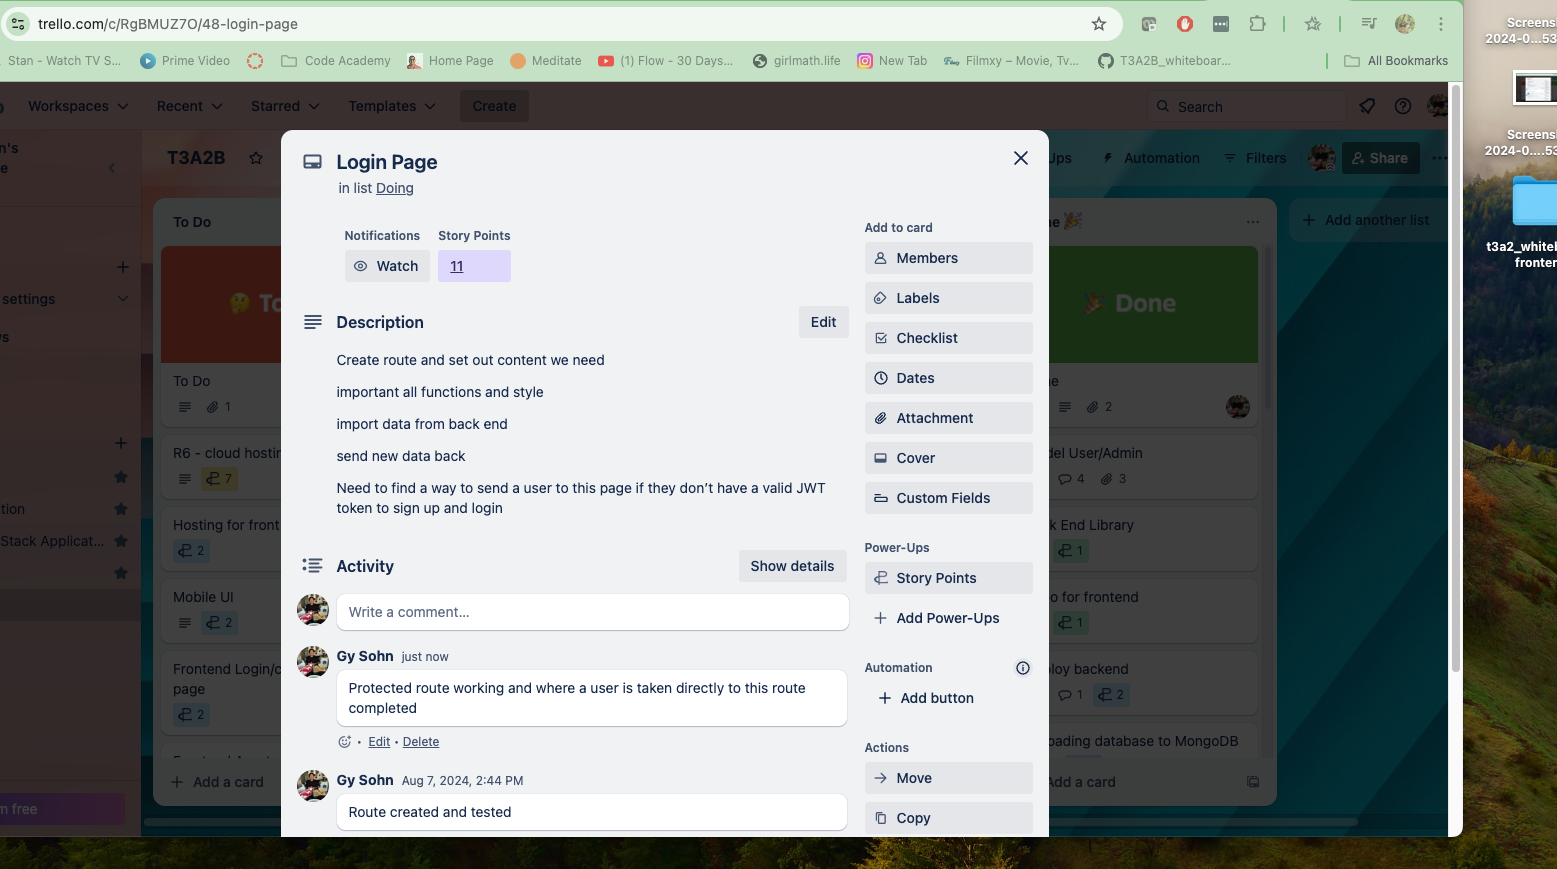 trello.com/c/RgBMUZ7O/48-login-page
Stan - Watch TV S...
Prime Video
Code Academy
Home Page
Meditate
(1) Flow - 30 Days...
girlmath.life
New Tab
Filmxy – Movie, Tv...
T3A2B_whiteboar...
All Bookmarks
Workspaces
Recent
Starred
Templates
Create
Search
n's
e
T3A2B
Ups
Automation
Filters
Share
settings
s
tion
Stack Applicat...
m free
To Do
To
To Do
1
R6 - cloud hostin
7
Hosting for front
2
Mobile UI
2
Frontend Login/c
page
2
Add a card
Login Page
in list Doing
Notifications
Story Points
Watch
11
Description
Edit
Create route and set out content we need
important all functions and style
import data from back end
send new data back
Need to find a way to send a user to this page if they don’t have a valid JWT
token to sign up and login
Activity
Show details
Write a comment...
Gy Sohn just now
Protected route working and where a user is taken directly to this route
completed
• Edit • Delete
Gy Sohn Aug 7, 2024, 2:44 PM
Route created and tested
Add to card
Members
Labels
Checklist
Dates
Attachment
Cover
Custom Fields
Power-Ups
Story Points
Add Power-Ups
Automation
Add button
Actions
Move
Copy
ne 🎉
Done
ne
2
del User/Admin
4
3
k End Library
1
o for frontend
1
loy backend
1
2
oading database to MongoDB
Add a card
Add another list
Screens
2024-0...53
Screens
2024-0....53
t3a2_whiteb
fronten